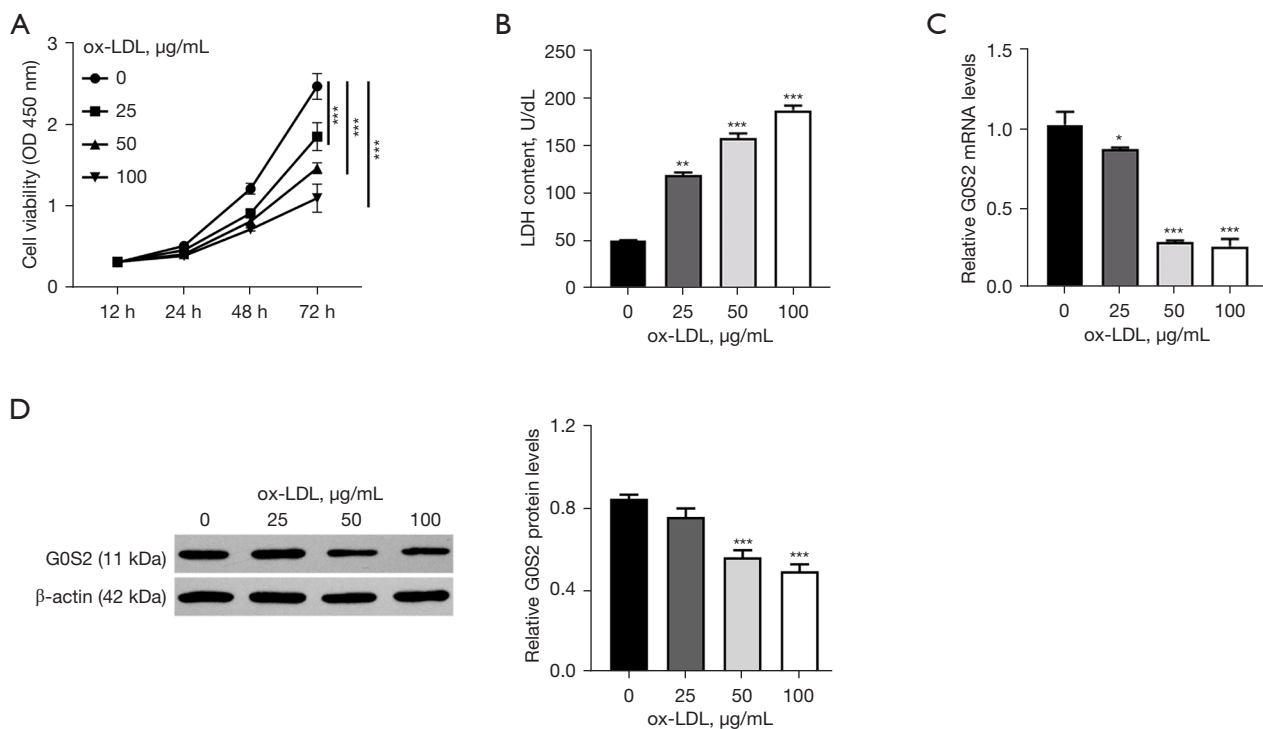 A
ox-LDL, µg/mL
0
25
50
100
Cell viability (OD 450 nm)
3
2
1
0
12 h 24 h 48 h 72 h
***
***
***
B
LDH content, U/dL
200
150
100
50
0
**
***
***
0 25 50 100
ox-LDL, µg/mL
C
Relative G0S2 mRNA levels
1.5
1.0
0.5
0.0
*
***
***
0 25 50 100
ox-LDL, µg/mL
D
ox-LDL, µg/mL
0 25 50 100
G0S2 (11 kDa)
β-actin (42 kDa)
Relative G0S2 protein levels
1.2
0.8
0.4
0.0
***
***
0 25 50 100
ox-LDL, µg/mL